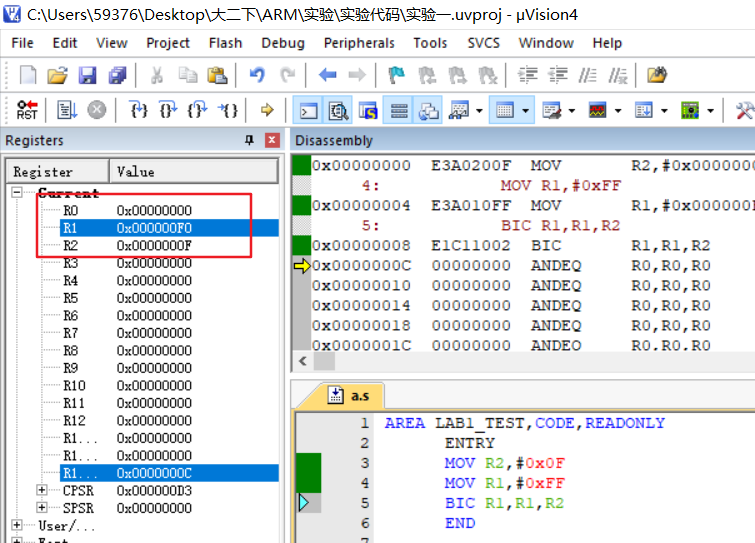 C:\Users\59376\Desktop\大二下\ARM\实验\实验代码\实验一.uvproj - µVision4
File Edit View Project Flash Debug Peripherals Tools SVCS Window Help
RST
Registers
Register Value
Current
R0 0x00000000
R1 0x000000F0
R2 0x0000000F
R3 0x00000000
R4 0x00000000
R5 0x00000000
R6 0x00000000
R7 0x00000000
R8 0x00000000
R9 0x00000000
R10 0x00000000
R11 0x00000000
R12 0x00000000
R1... 0x00000000
R1... 0x00000000
R1... 0x0000000C
CPSR 0x000000D3
SPSR 0x00000000
User/...
Disassembly
0x00000000 E3A0200F MOV R2,#0x0000000
4: MOV R1,#0xFF
0x00000004 E3A010FF MOV R1,#0x000000
5: BIC R1,R1,R2
0x00000008 E1C11002 BIC R1,R1,R2
0x0000000C 00000000 ANDEQ R0,R0,R0
0x00000010 00000000 ANDEQ R0,R0,R0
0x00000014 00000000 ANDEQ R0,R0,R0
0x00000018 00000000 ANDEQ R0,R0,R0
0x0000001C 00000000 ANDEQ R0,R0,R0
a.s
1 AREA LAB1_TEST,CODE,READONLY
2 ENTRY
3 MOV R2,#0x0F
4 MOV R1,#0xFF
5 BIC R1,R1,R2
6 END
7